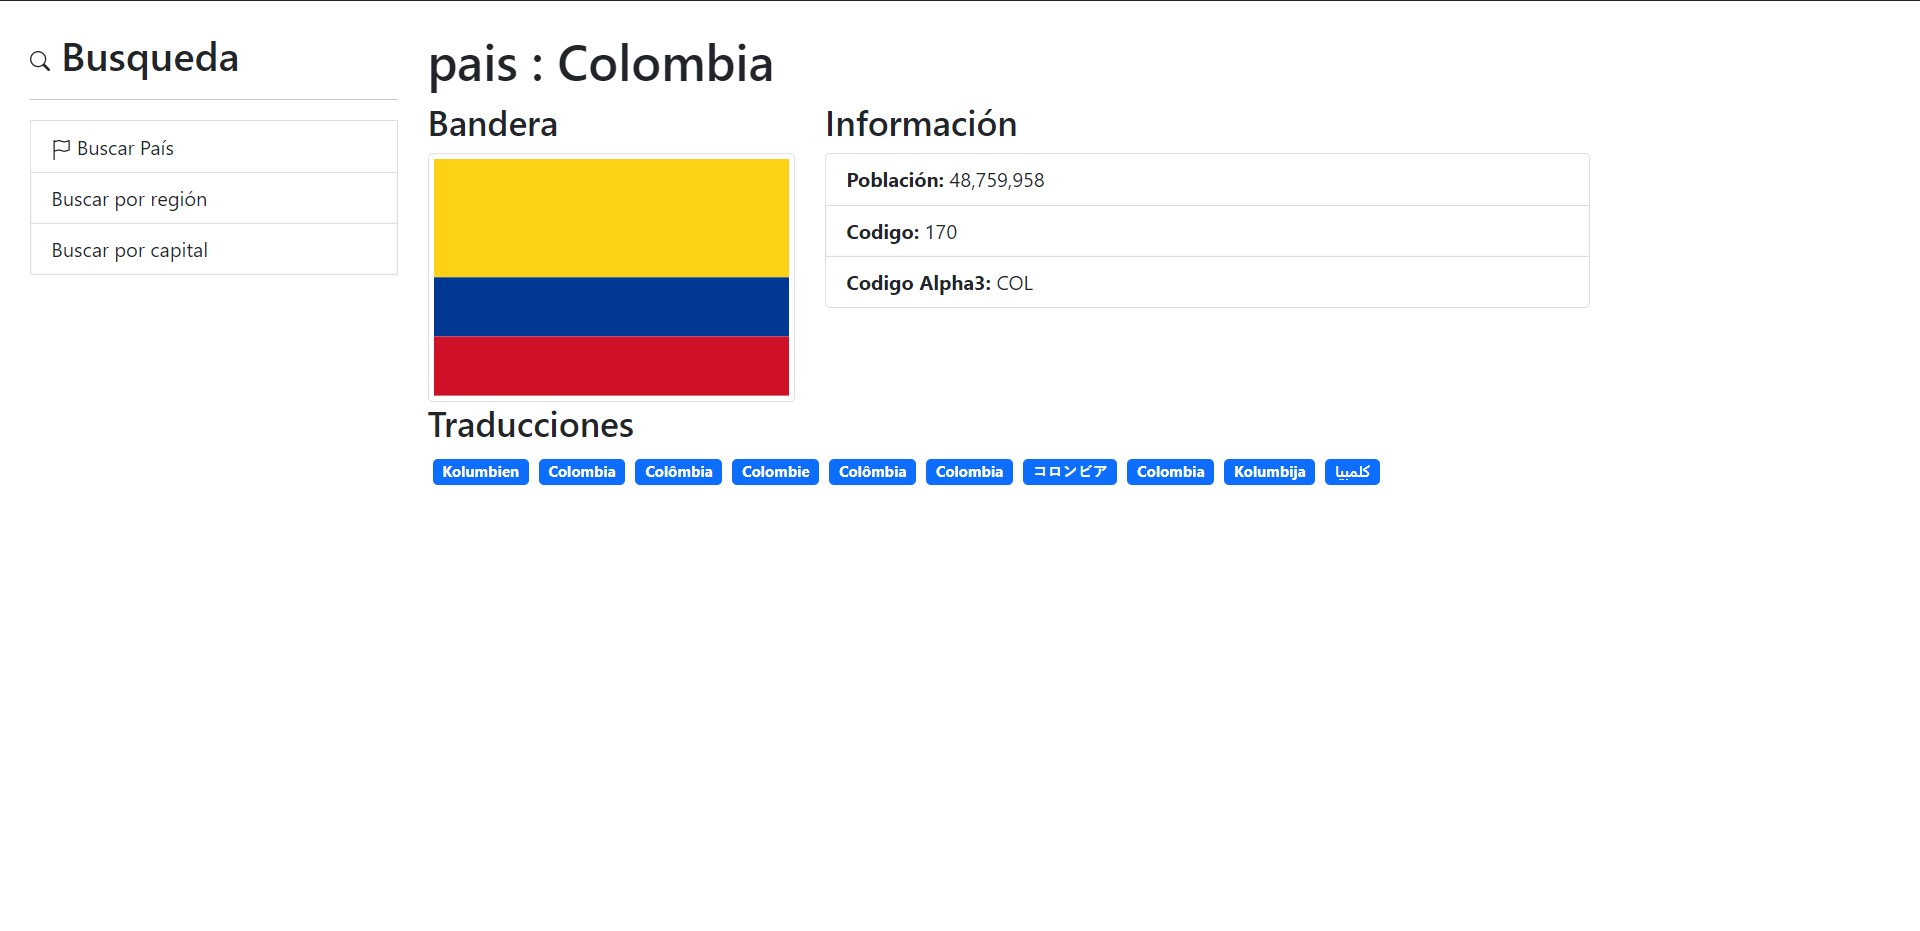 Busqueda
Buscar País
Buscar por región
Buscar por capital
pais : Colombia
Bandera
Información
Población: 48,759,958
Codigo: 170
Codigo Alpha3: COL
Traducciones
Kolumbien Colombia Colômbia Colombie Colômbia Colombia コロンビア Colombia Kolumbija کلمبیا